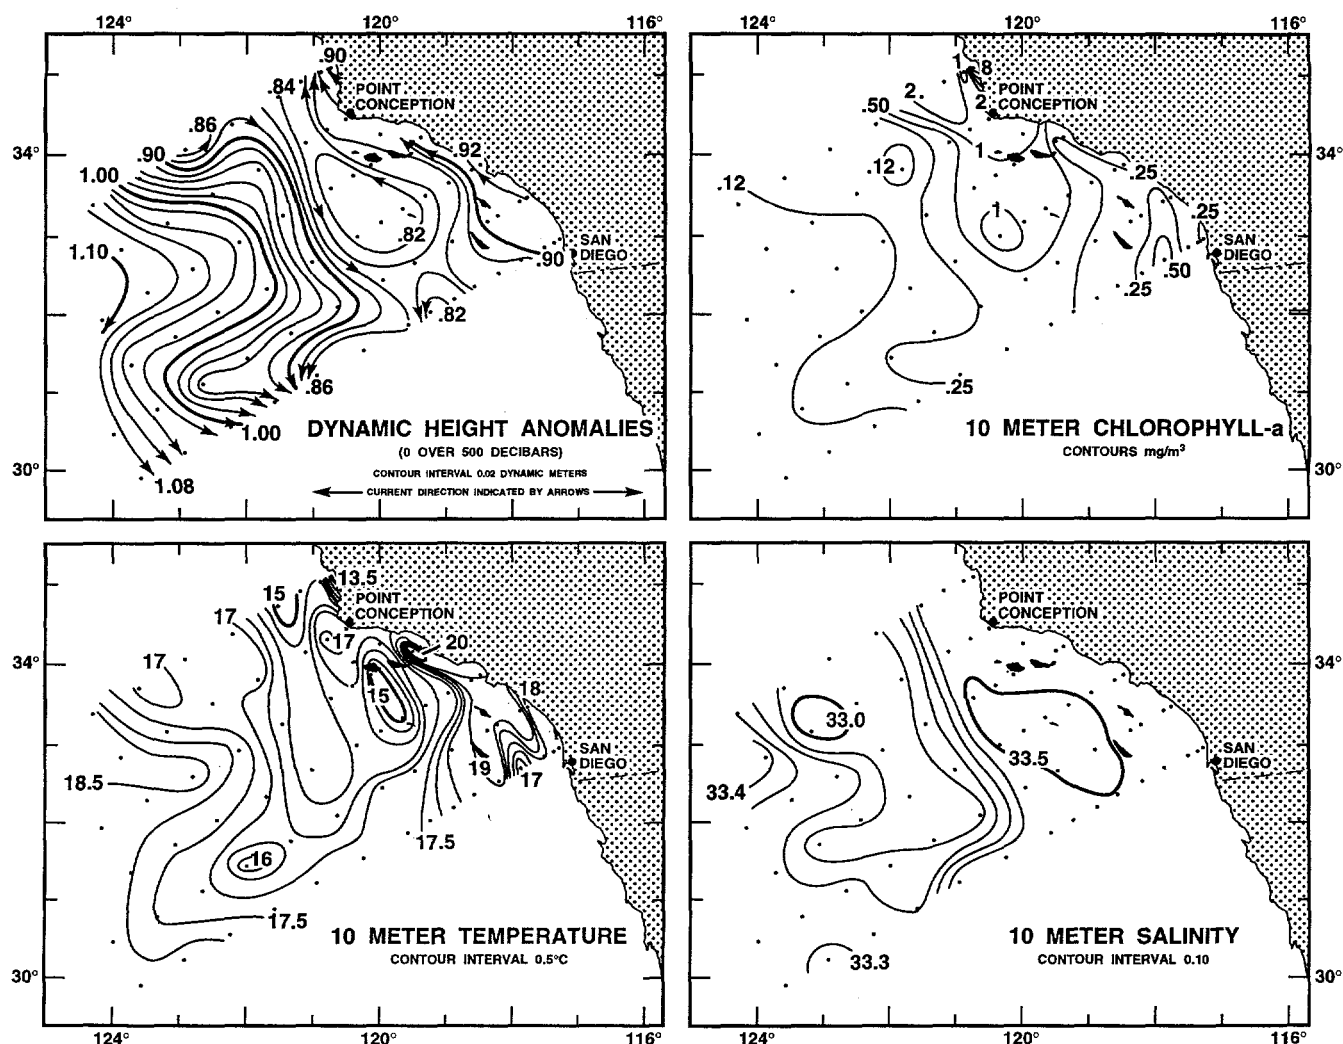 124° 120° 116°
.90
.84
POINT
CONCEPTION
.86
34°
.90
.92
1.00
1.10
.82
SAN
DIEGO
.90
.82
.86
DYNAMIC HEIGHT ANOMALIES
(0 OVER 500 DECIBARS)
1.00
CONTOUR INTERVAL 0.02 DYNAMIC METERS
30°
1.08
CURRENT DIRECTION INDICATED BY ARROWS
124° 120° 116°
1 8
2
2
.50
POINT
CONCEPTION
1
34°
.12
.12
.25
.25
1
SAN
DIEGO
.50
.25
.25
10 METER CHLOROPHYLL-a
CONTOURS mg/m³
30°
13.5
15
POINT
CONCEPTION
17
17
20
34°
17
15
18
SAN
DIEGO
19
17
18.5
17.5
16
17.5
10 METER TEMPERATURE
CONTOUR INTERVAL 0.5°C
30°
124° 120° 116°
POINT
CONCEPTION
34°
33.0
33.5
SAN
DIEGO
33.4
10 METER SALINITY
CONTOUR INTERVAL 0.10
33.3
30°
124° 120° 116°